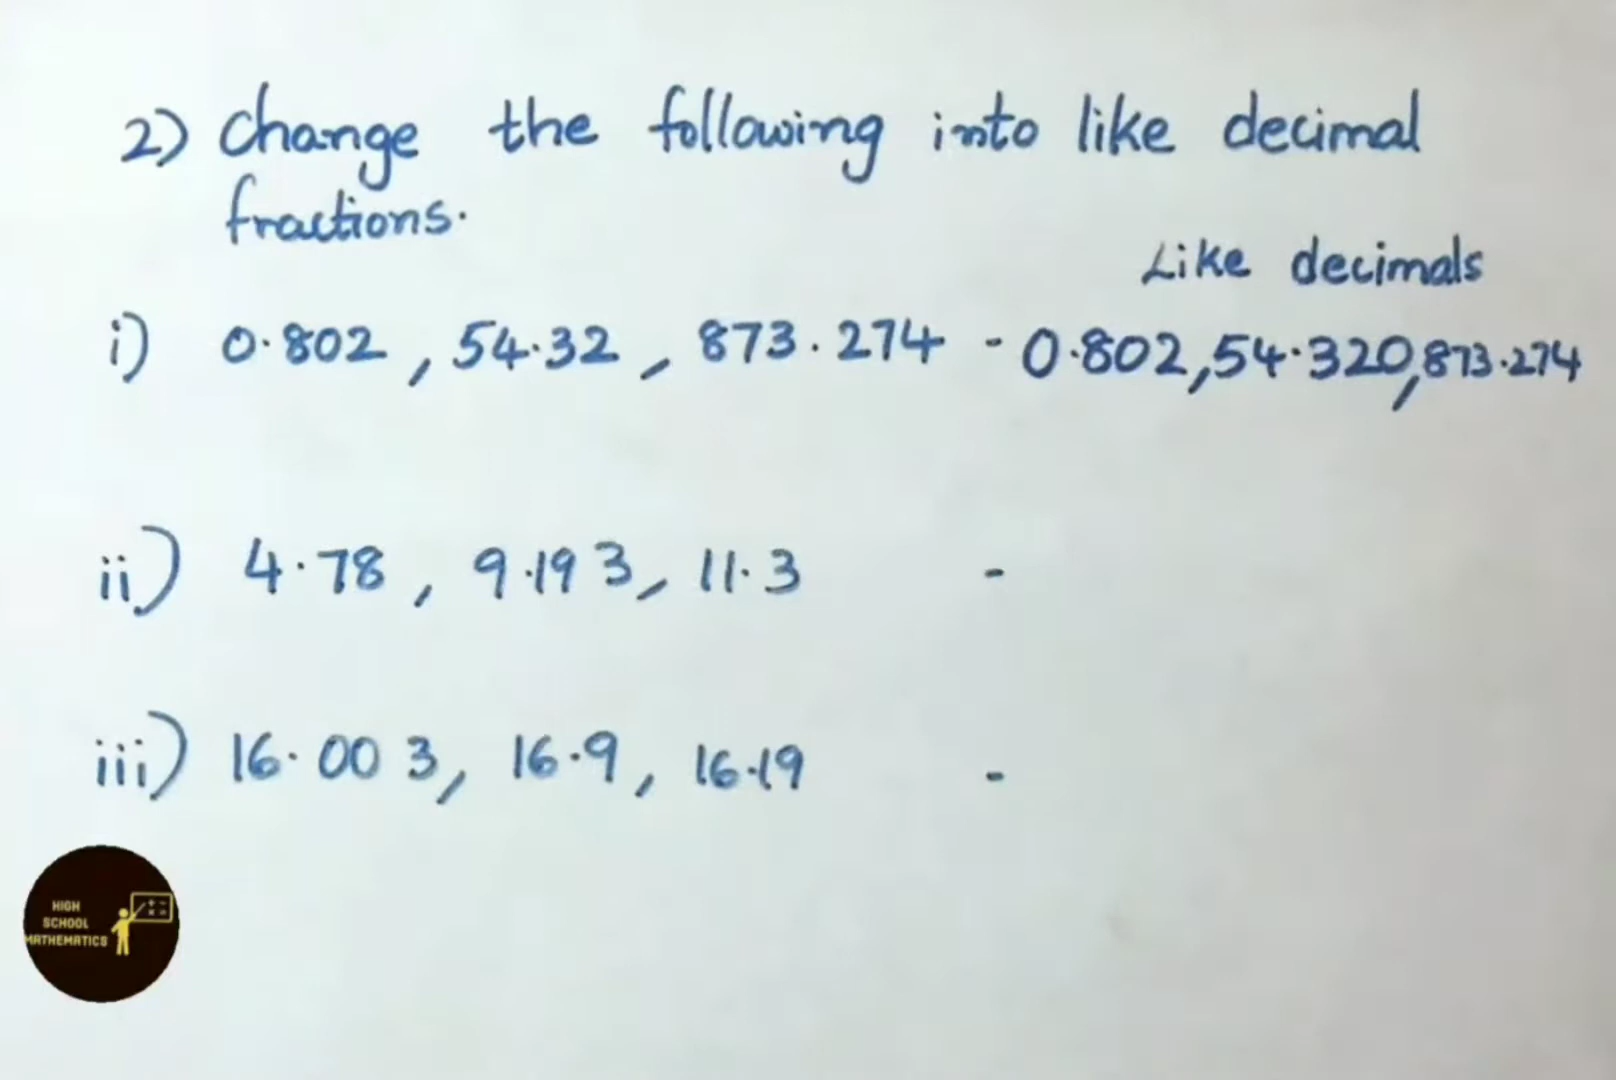 2) Change the following into like decimal
fractions.
Like decimals
i) 0.802, 54.32, 873.274 - 0.802, 54.320, 873.274
ii) 4.78, 9.193, 11.3 -
iii) 16.003, 16.9, 16.19 -
HIGH
SCHOOL
MATHEMATICS